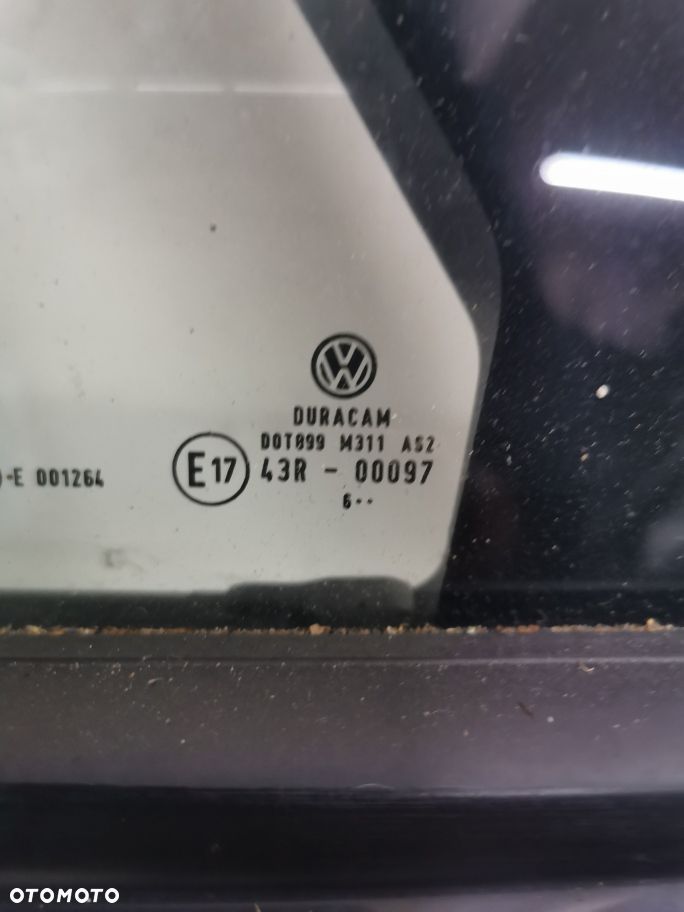 DURACAM
DOT899 M311 AS2
E17 43R - 00097
-E 001264
6··
OTOMOTO